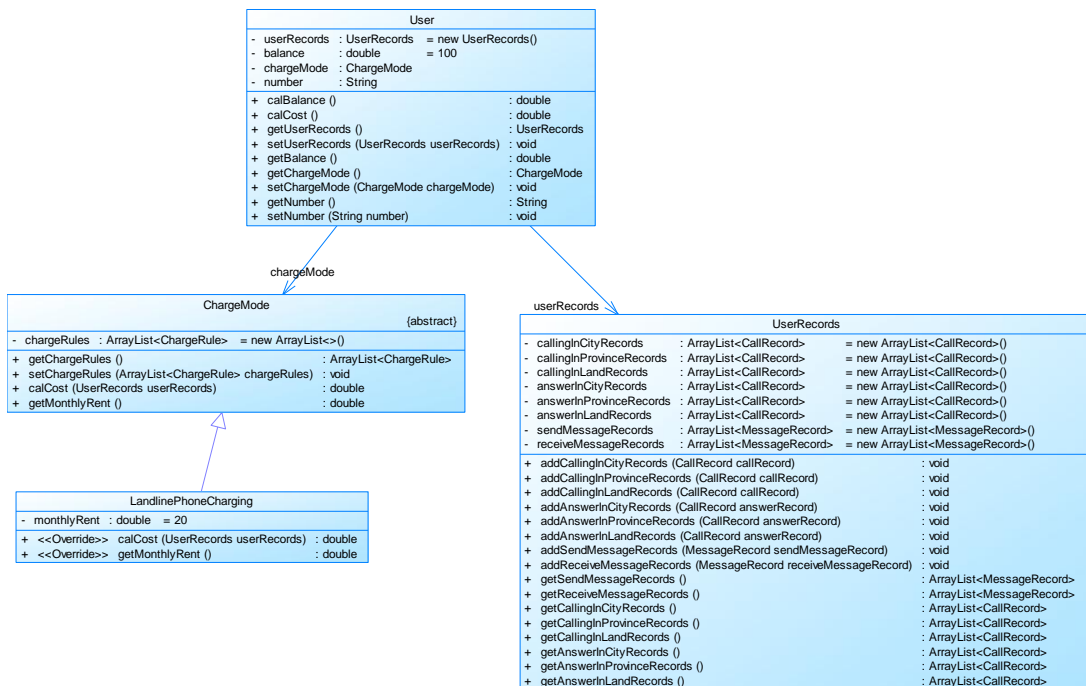 User
- userRecords : UserRecords = new UserRecords()
- balance : double = 100
- chargeMode : ChargeMode
- number : String
+ calBalance () : double
+ calCost () : double
+ getUserRecords () : UserRecords
+ setUserRecords (UserRecords userRecords) : void
+ getBalance () : double
+ getChargeMode () : ChargeMode
+ setChargeMode (ChargeMode chargeMode) : void
+ getNumber () : String
+ setNumber (String number) : void
chargeMode
ChargeMode
{abstract}
- chargeRules : ArrayList<ChargeRule> = new ArrayList<>()
+ getChargeRules () : ArrayList<ChargeRule>
+ setChargeRules (ArrayList<ChargeRule> chargeRules) : void
+ calCost (UserRecords userRecords) : double
+ getMonthlyRent () : double
LandlinePhoneCharging
- monthlyRent : double = 20
+ <<Override>> calCost (UserRecords userRecords) : double
+ <<Override>> getMonthlyRent () : double
userRecords
UserRecords
- callingInCityRecords : ArrayList<CallRecord> = new ArrayList<CallRecord>()
- callingInProvinceRecords : ArrayList<CallRecord> = new ArrayList<CallRecord>()
- callingInLandRecords : ArrayList<CallRecord> = new ArrayList<CallRecord>()
- answerInCityRecords : ArrayList<CallRecord> = new ArrayList<CallRecord>()
- answerInProvinceRecords : ArrayList<CallRecord> = new ArrayList<CallRecord>()
- answerInLandRecords : ArrayList<CallRecord> = new ArrayList<CallRecord>()
- sendMessageRecords : ArrayList<MessageRecord> = new ArrayList<MessageRecord>()
- receiveMessageRecords : ArrayList<MessageRecord> = new ArrayList<MessageRecord>()
+ addCallingInCityRecords (CallRecord callRecord) : void
+ addCallingInProvinceRecords (CallRecord callRecord) : void
+ addCallingInLandRecords (CallRecord callRecord) : void
+ addAnswerInCityRecords (CallRecord answerRecord) : void
+ addAnswerInProvinceRecords (CallRecord answerRecord) : void
+ addAnswerInLandRecords (CallRecord answerRecord) : void
+ addSendMessageRecords (MessageRecord sendMessageRecord) : void
+ addReceiveMessageRecords (MessageRecord receiveMessageRecord) : void
+ getSendMessageRecords () : ArrayList<MessageRecord>
+ getReceiveMessageRecords () : ArrayList<MessageRecord>
+ getCallingInCityRecords () : ArrayList<CallRecord>
+ getCallingInProvinceRecords () : ArrayList<CallRecord>
+ getCallingInLandRecords () : ArrayList<CallRecord>
+ getAnswerInCityRecords () : ArrayList<CallRecord>
+ getAnswerInProvinceRecords () : ArrayList<CallRecord>
+ getAnswerInLandRecords () : ArrayList<CallRecord>